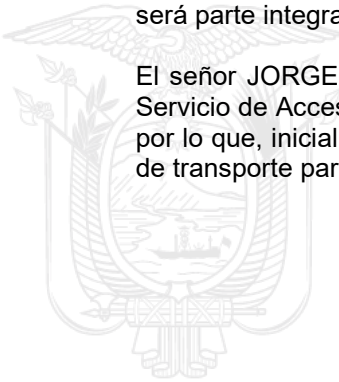 será parte integra
El señor JORGE
Servicio de Acces
por lo que, inicial
de transporte par